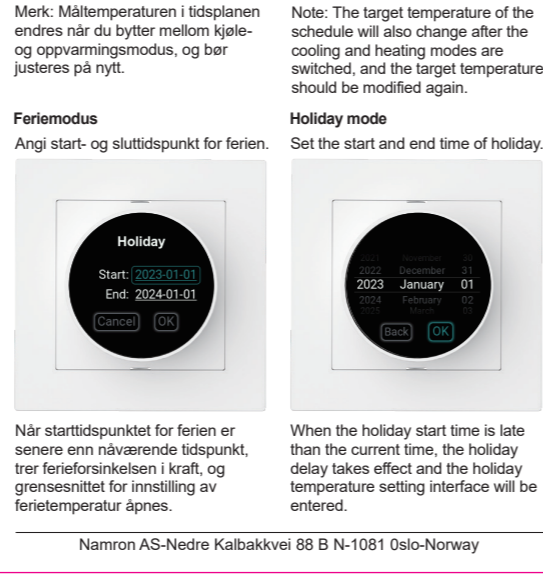 Merk: Måltemperaturen i tidsplanen
endres når du bytter mellom kjøle-
og oppvarmingsmodus, og bør
justeres på nytt.
Feriemodus
Angi start- og sluttidspunkt for ferien.
Holiday
Start: 2023-01-01
End: 2024-01-01
Cancel OK
Når starttidspunktet for ferien er
senere enn nåværende tidspunkt,
trer ferieforsinkelsen i kraft, og
grensesnittet for innstilling av
ferietemperatur åpnes.
Note: The target temperature of the
schedule will also change after the
cooling and heating modes are
switched, and the target temperature
should be modified again.
Holiday mode
Set the start and end time of holiday.
2021 November 30
2022 December 31
2023 January 01
2024 February 02
2025 March 03
Back OK
When the holiday start time is late
than the current time, the holiday
delay takes effect and the holiday
temperature setting interface will be
entered.
Namron AS-Nedre Kalbakkvei 88 B N-1081 0slo-Norway